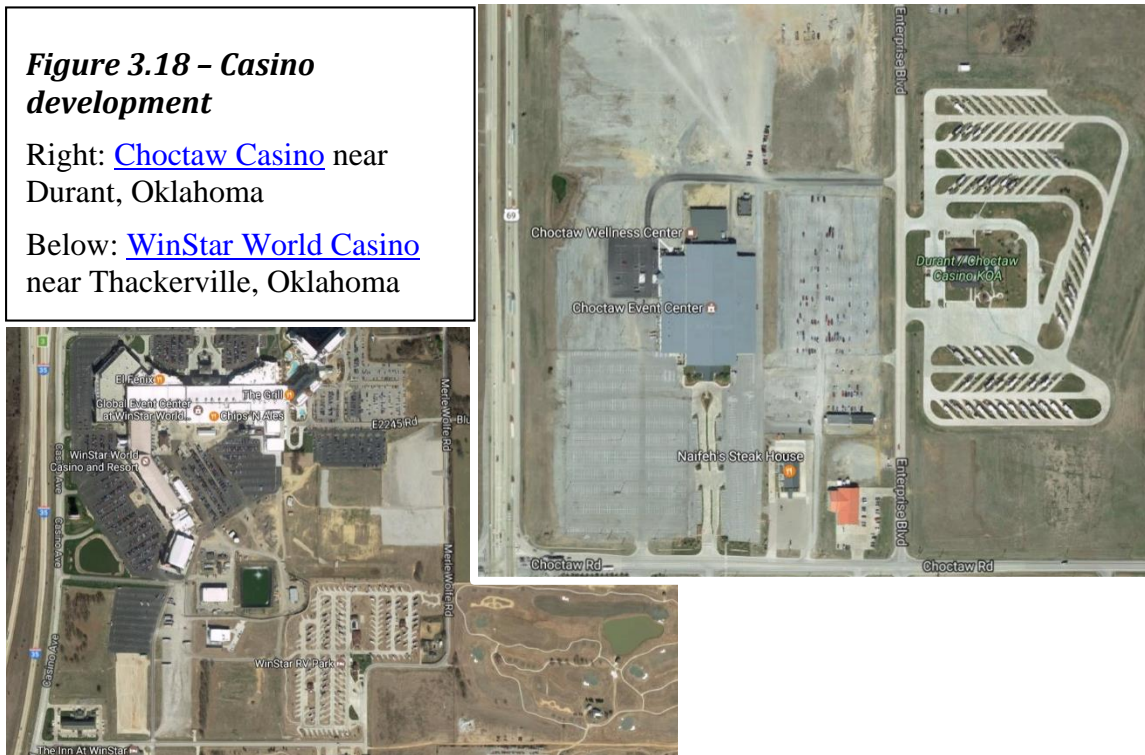 Figure 3.18 – Casino
development
Right: Choctaw Casino near
Durant, Oklahoma
Below: WinStar World Casino
near Thackerville, Oklahoma
Enterprise Blvd
69
Choctaw Wellness Center
Durant / Choctaw
Casino KOA
Choctaw Event Center
Naifeh's Steak House
Enterprise Blvd
Choctaw Rd
Choctaw Rd
35
El Fenix
The Grill
Global Event Center
at WinStar World...
Chips 'N Ales
E2245 Rd
Merle Wolfe Rd
WinStar World
Casino and Resort
Casino Ave
35
Casino Ave
Merle Wolfe Rd
WinStar RV Park
35
Casino Ave
The Inn At WinStar